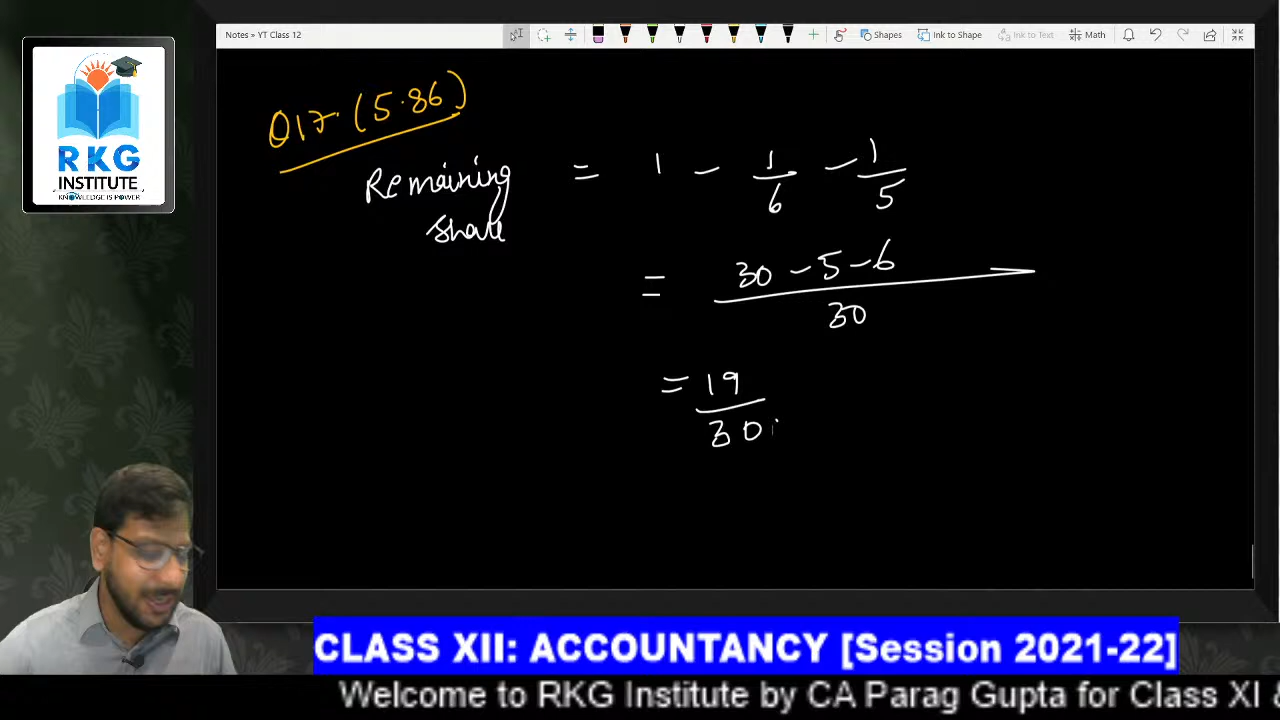 Notes » YT Class 12
Shapes
Ink to Shape
Ink to Text
Math
RKG
INSTITUTE
KNOWLEDGE IS POWER
Q17. (5.86)
Remaining share = 1 - 1/6 - 1/5
= 30 - 5 - 6 / 30
= 19/30
CLASS XII: ACCOUNTANCY [Session 2021-22]
Welcome to RKG Institute by CA Parag Gupta for Class XI &